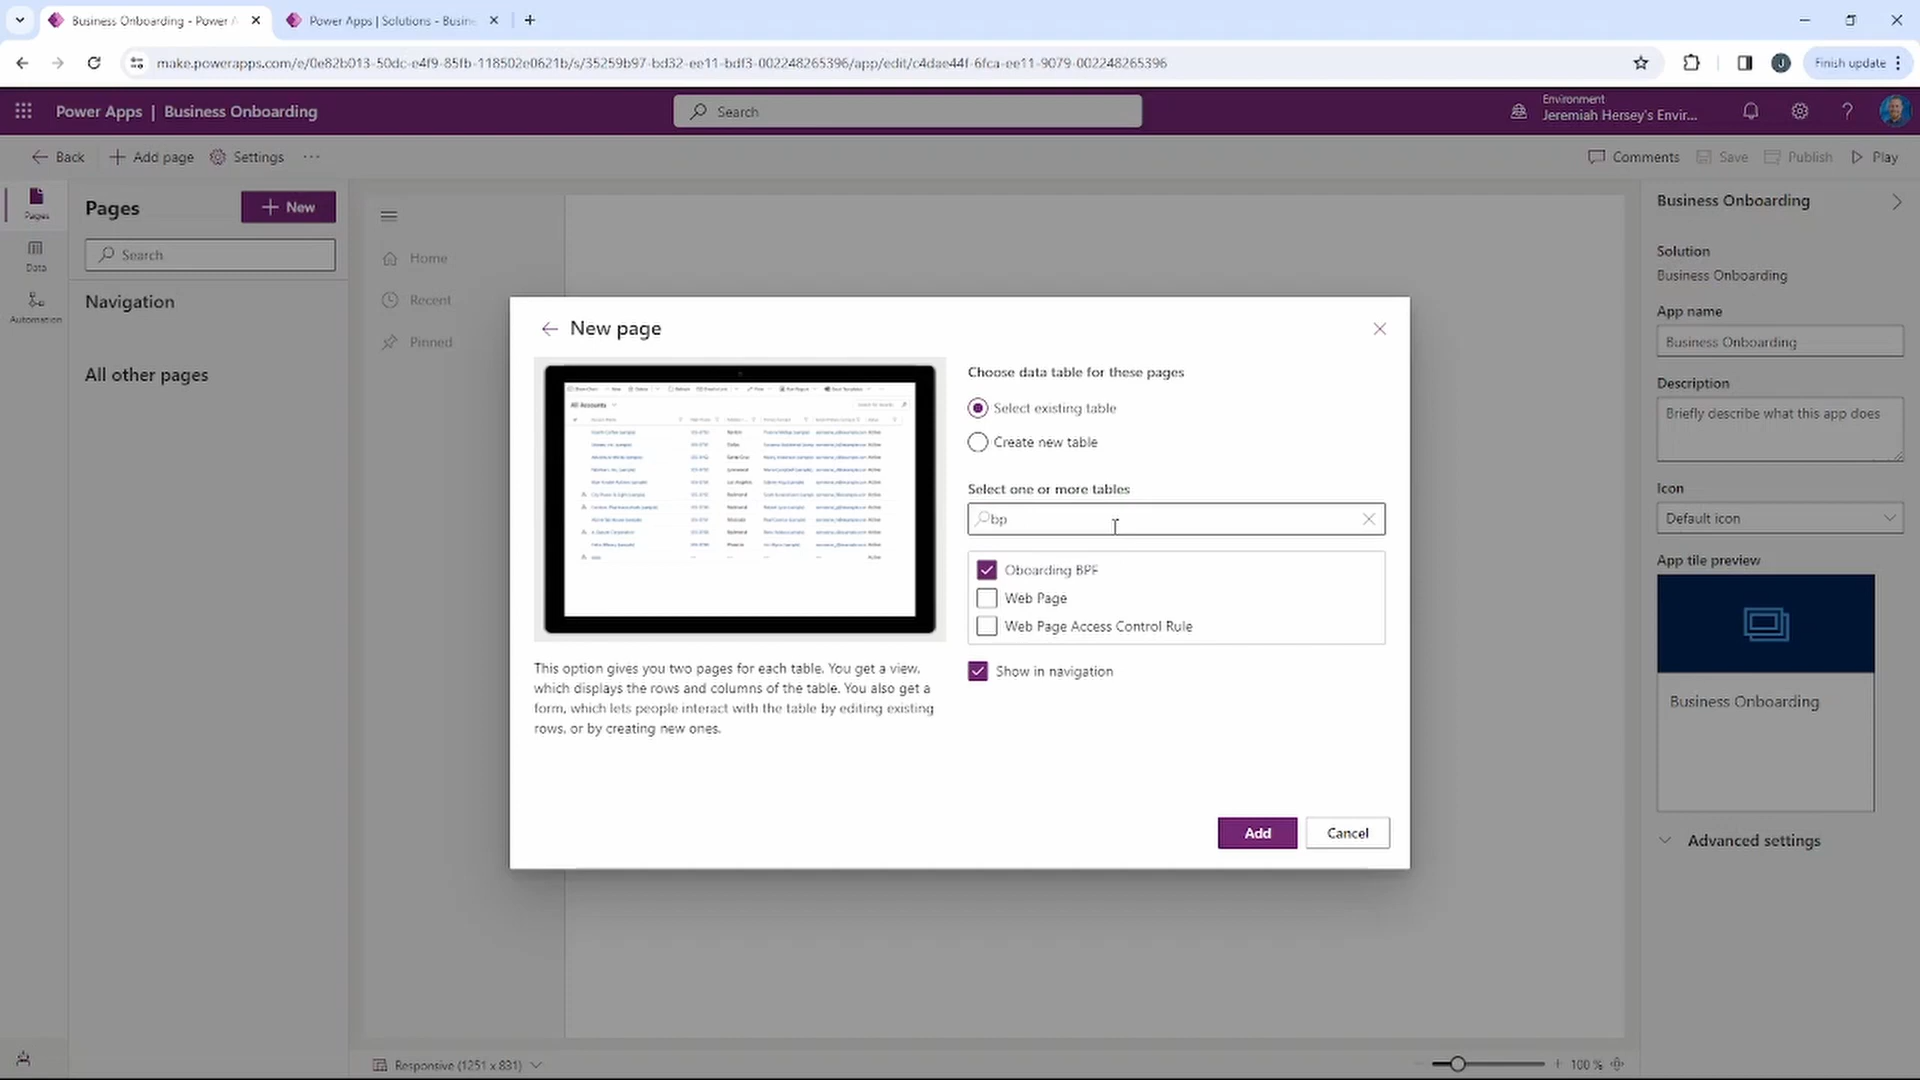 Business Onboarding - Power A
Power Apps | Solutions - Busine
make.powerapps.com/e/0e82b013-50dc-e4f9-85fb-118502e0621b/s/35259b97-bd32-ee11-bdf3-002248265396/app/edit/c4dae44f-6fca-ee11-9079-002248265396
J
Finish update
Power Apps | Business Onboarding
Search
Environment
Jeremiah Hersey's Envir...
Back
Add page
Settings
Comments
Save
Publish
Play
Pages
Data
Automation
Pages
New
Search
Navigation
All other pages
Home
Recent
Pinned
New page
All Accounts
This option gives you two pages for each table. You get a view,
which displays the rows and columns of the table. You also get a
form, which lets people interact with the table by editing existing
rows, or by creating new ones.
Choose data table for these pages
Select existing table
Create new table
Select one or more tables
bp
Oboarding BPF
Web Page
Web Page Access Control Rule
Show in navigation
Add
Cancel
Business Onboarding
Solution
Business Onboarding
App name
Business Onboarding
Description
Briefly describe what this app does
Icon
Default icon
App tile preview
Business Onboarding
Advanced settings
Responsive (1251 x 831)
100 %